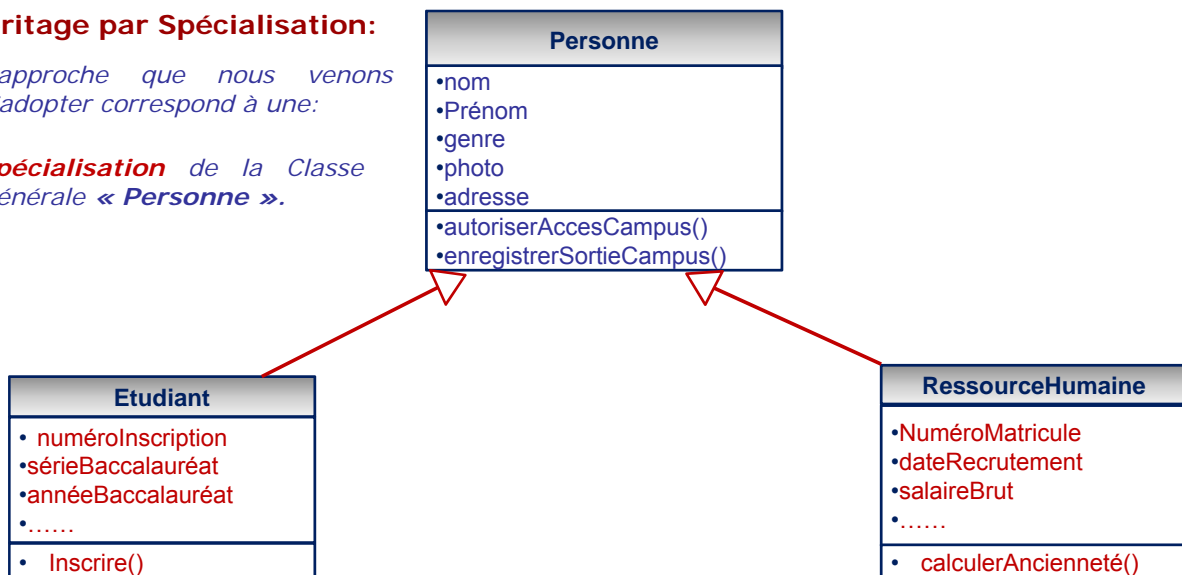 ritage par Spécialisation:
approche que nous venons
'adopter correspond à une:
pécialisation de la Classe
énérale « Personne ».
Personne
•nom
•Prénom
•genre
•photo
•adresse
•autoriserAccesCampus()
•enregistrerSortieCampus()
Etudiant
• numéroInscription
•sérieBaccalauréat
•annéeBaccalauréat
•……
• Inscrire()
RessourceHumaine
•NuméroMatricule
•dateRecrutement
•salaireBrut
•……
• calculerAncienneté()